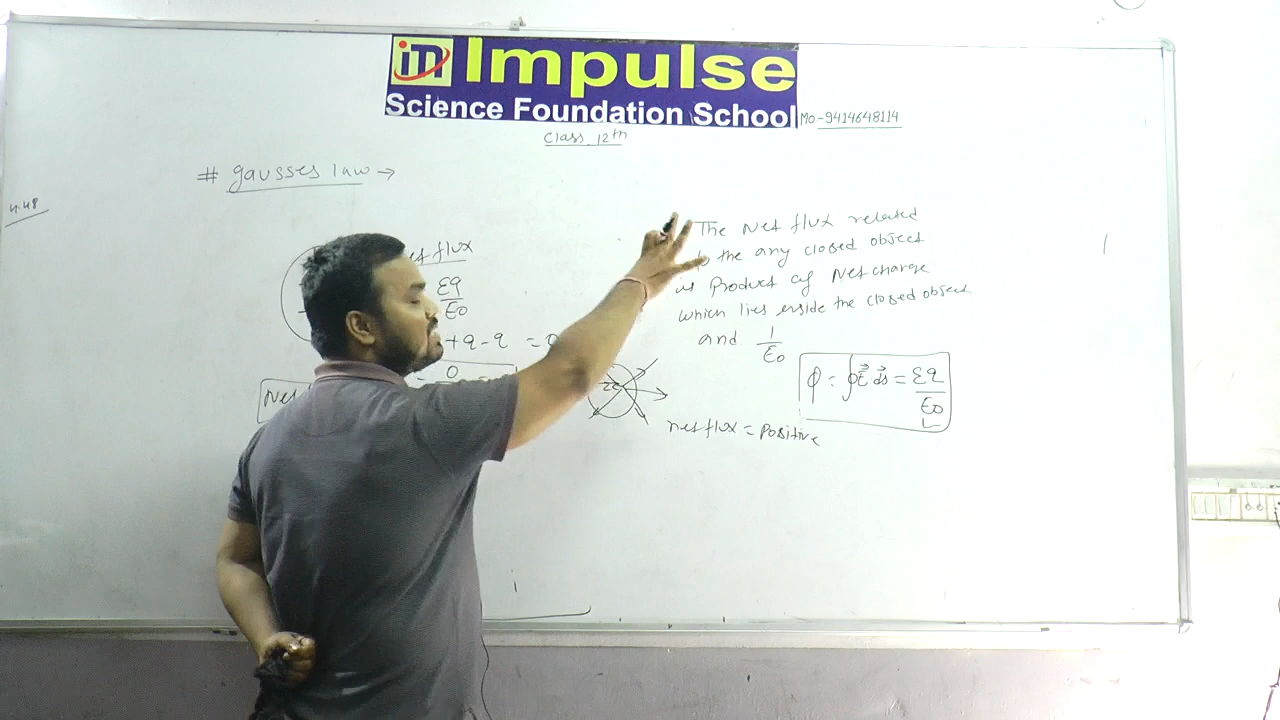 im Impulse
Science Foundation School
Mo-9414648114
Class 12th
# gausses law →
4.48
flux
Σq
ε0
+q-q = 0
0
Net
The Net flux related
the any closed object
is Product of Net charge
which lies inside the closed object
and 1/ε0
φ = ∮E⃗ ds⃗ = Σq/ε0
net flux = Positive